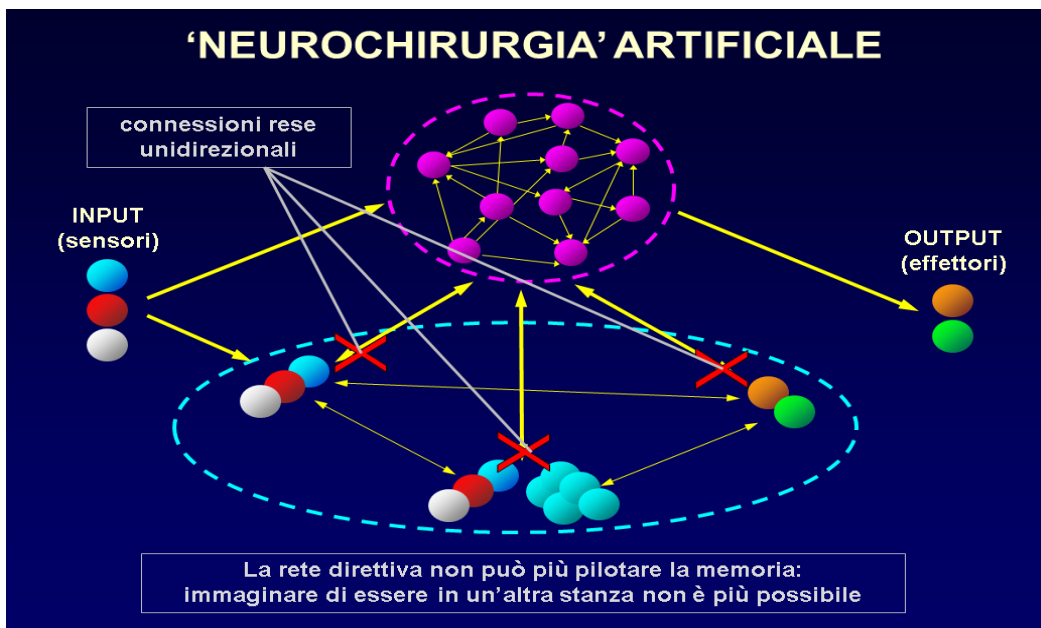 ‘NEUROCHIRURGIA’ ARTIFICIALE
connessioni rese
unidirezionali
INPUT
(sensori)
OUTPUT
(effettori)
La rete direttiva non può più pilotare la memoria:
immaginare di essere in un’altra stanza non è più possibile